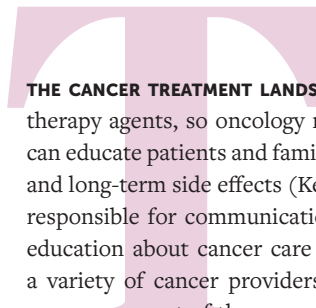 T
THE CANCER TREATMENT LANDS
therapy agents, so oncology
can educate patients and fami
and long-term side effects (Ke
responsible for communicati
education about cancer care
a variety of cancer providers